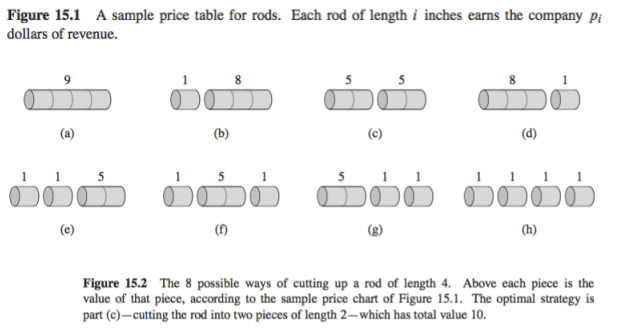 Figure 15.1 A sample price table for rods. Each rod of length i inches earns the company pᵢ
dollars of revenue.
9 1 8 5 5 8 1
(a) (b) (c) (d)
1 1 5 1 5 1 5 1 1 1 1 1 1
(e) (f) (g) (h)
Figure 15.2 The 8 possible ways of cutting up a rod of length 4. Above each piece is the
value of that piece, according to the sample price chart of Figure 15.1. The optimal strategy is
part (c)—cutting the rod into two pieces of length 2—which has total value 10.